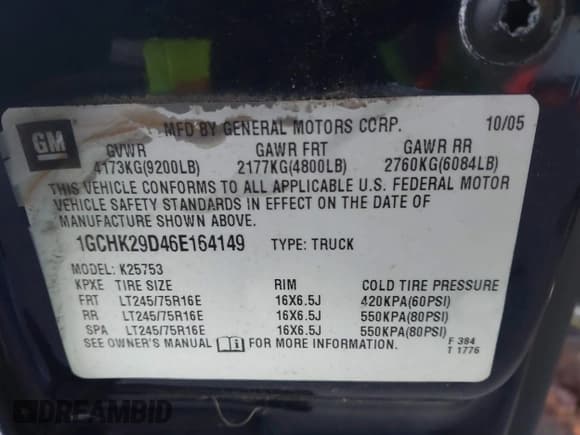 GM
MFD BY GENERAL MOTORS CORP. 10/05
GVWR GAWR FRT GAWR RR
4173KG(9200LB) 2177KG(4800LB) 2760KG(6084LB)
THIS VEHICLE CONFORMS TO ALL APPLICABLE U.S. FEDERAL MOTOR
VEHICLE SAFETY STANDARDS IN EFFECT ON THE DATE OF
MANUFACTURE SHOWN ABOVE.
1GCHK29D46E164149 TYPE: TRUCK
MODEL: K25753
KPXE TIRE SIZE RIM COLD TIRE PRESSURE
FRT LT245/75R16E 16X6.5J 420KPA(60PSI)
RR LT245/75R16E 16X6.5J 550KPA(80PSI)
SPA LT245/75R16E 16X6.5J 550KPA(80PSI)
SEE OWNER'S MANUAL FOR MORE INFORMATION.
F 384
T 1776
DREAMBID